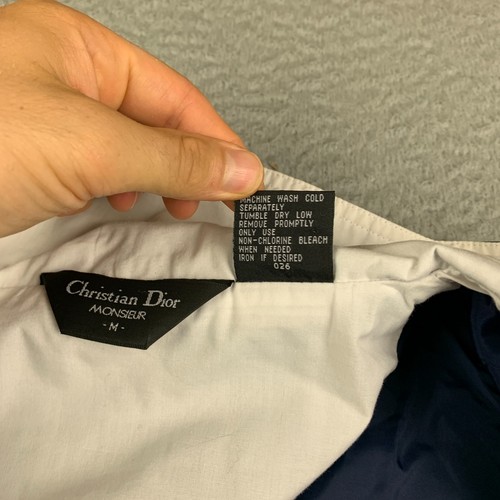 Christian Dior
MONSIEUR
- M -
MACHINE WASH COLD
SEPARATELY
TUMBLE DRY LOW
REMOVE PROMPTLY
ONLY USE
NON-CHLORINE BLEACH
WHEN NEEDED
IRON IF DESIRED
026